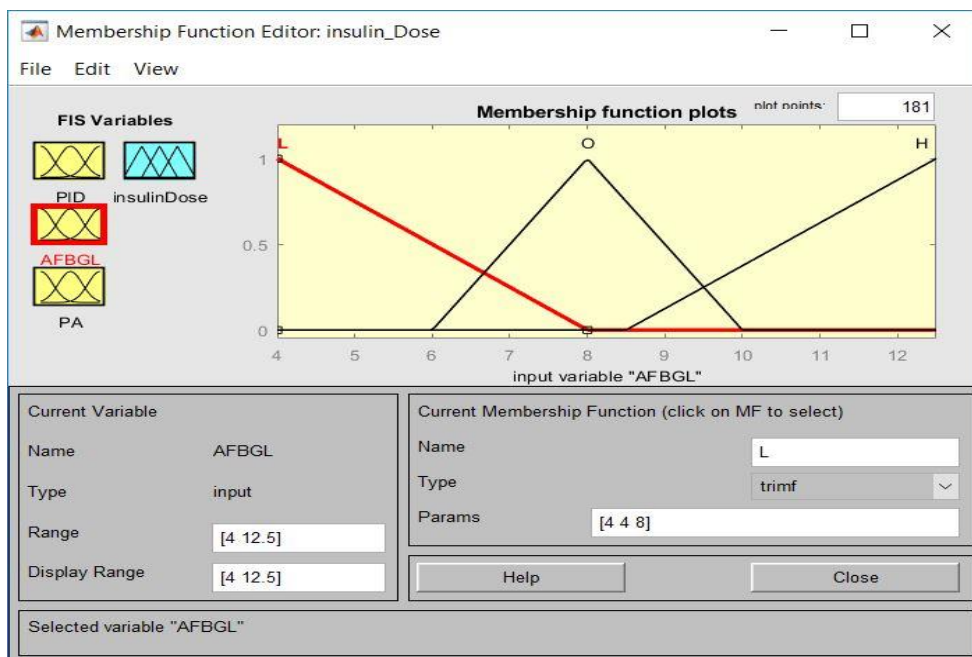 Membership Function Editor: insulin_Dose
File Edit View
FIS Variables
PID
insulinDose
AFBGL
PA
Membership function plots
plot points:
181
L
O
H
1
0.5
0
4 5 6 7 8 9 10 11 12
input variable "AFBGL"
Current Variable
Name AFBGL
Type input
Range [4 12.5]
Display Range [4 12.5]
Current Membership Function (click on MF to select)
Name L
Type trimf
Params [4 4 8]
Help Close
Selected variable "AFBGL"